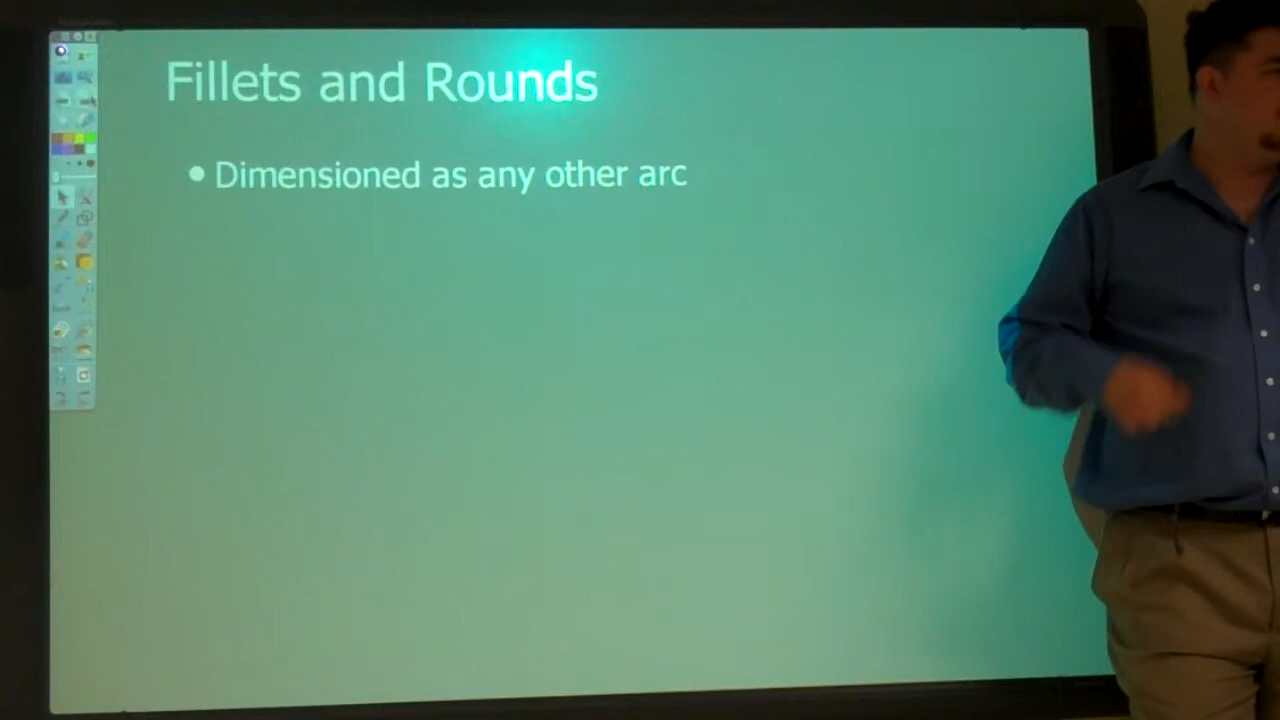 Fillets and Rounds
• Dimensioned as any other arc